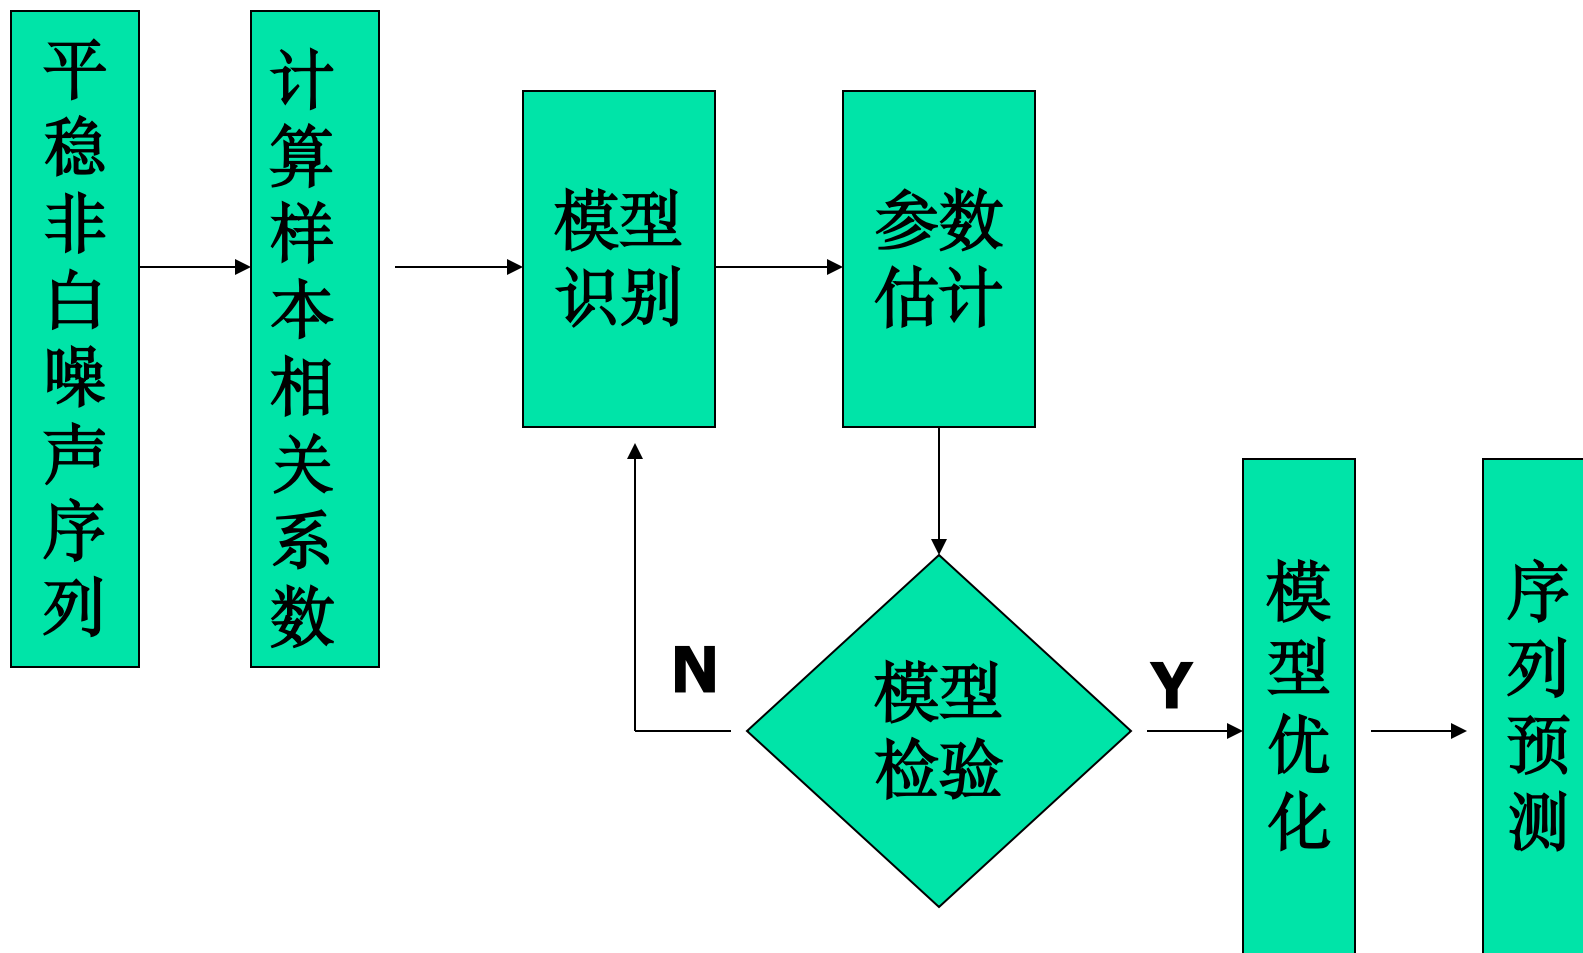 平稳非白噪声序列
计算样本相关系数
模型
识别
参数
估计
模型
检验
N
Y
模型优化
序列预测